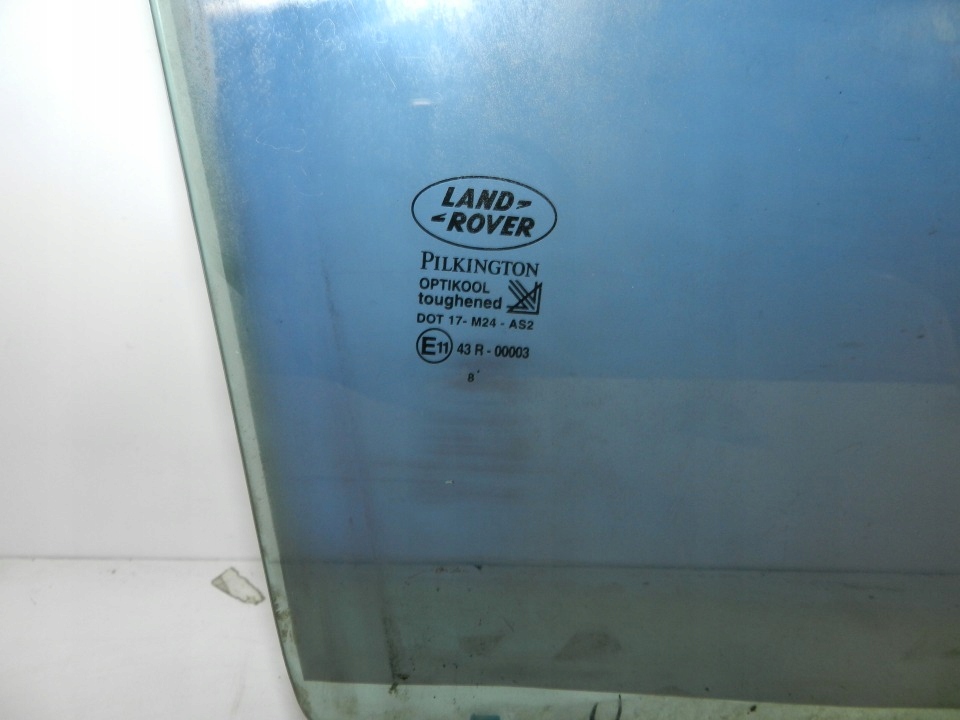 LAND
ROVER
PILKINGTON
OPTIKOOL
toughened
DOT 17- M24 - AS2
E11 43 R - 00003
8'